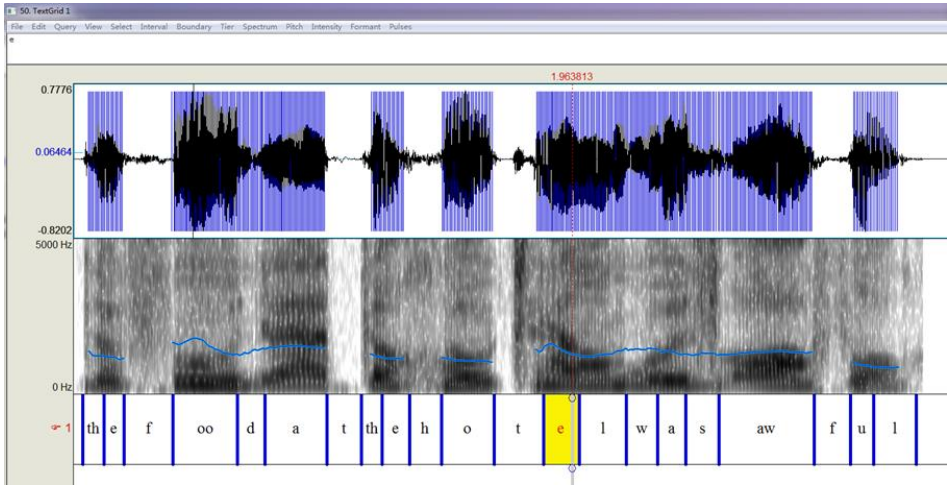 50. TextGrid 1
File Edit Query View Select Interval Boundary Tier Spectrum Pitch Intensity Formant Pulses
e
1.963813
0.7776
0.06464
-0.8202
5000 Hz
0 Hz
☞ 1 th e f oo d a t th e h o t e l w a s aw f u l